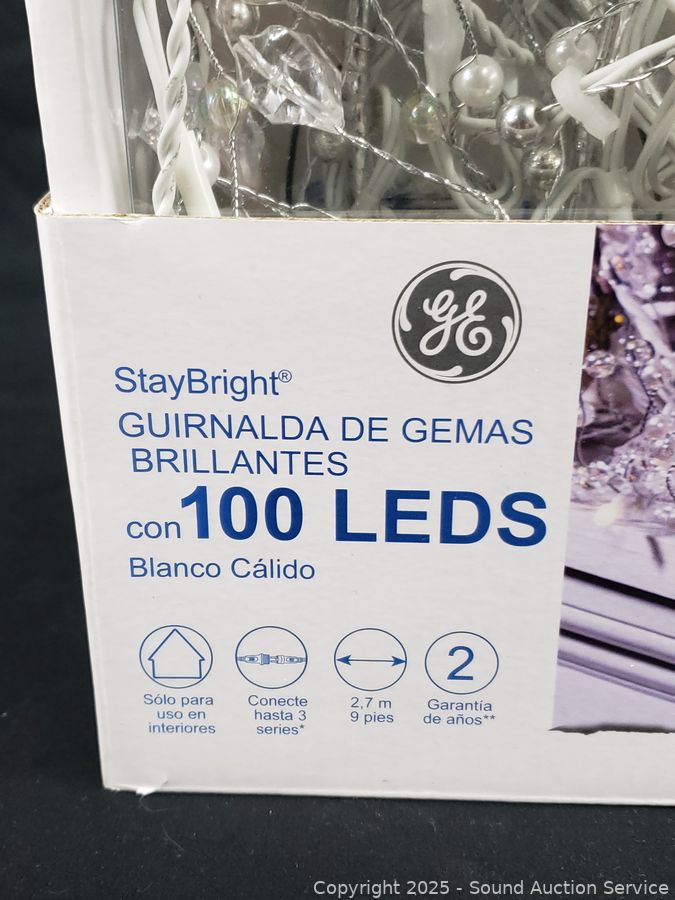 GE
StayBright®
GUIRNALDA DE GEMAS
BRILLANTES
con 100 LEDS
Blanco Cálido
2
Sólo para
uso en
interiores
Conecte
hasta 3
series*
2,7 m
9 pies
Garantía
de años**
Copyright 2025 - Sound Auction Service